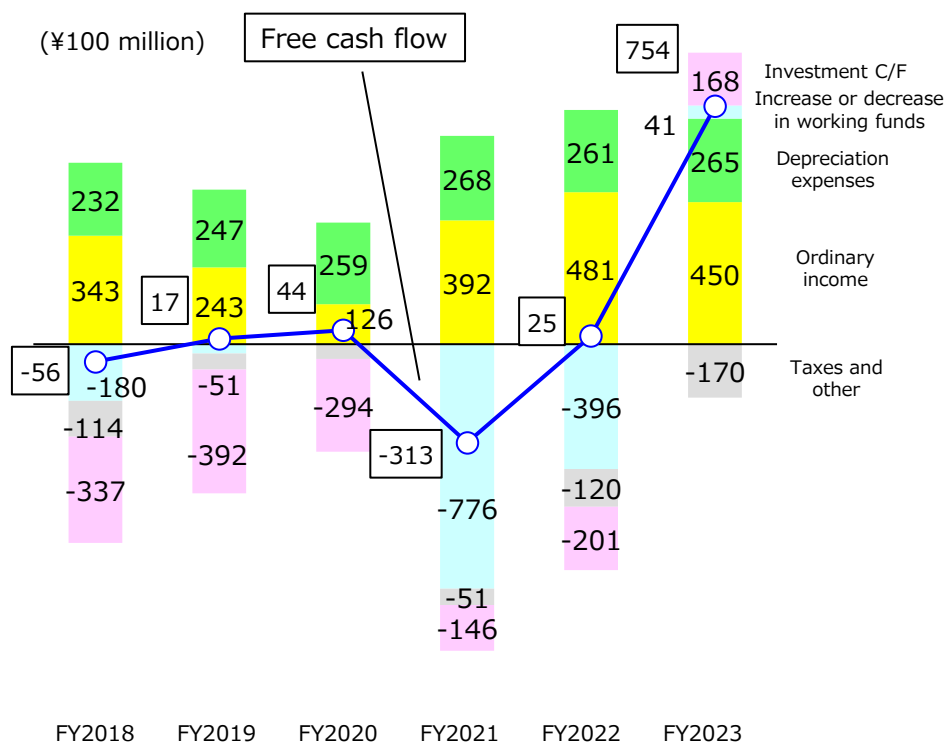 (¥100 million)
Free cash flow
754
168
Investment C/F
Increase or decrease
in working funds
41
265
Depreciation
expenses
450
Ordinary
income
-170
Taxes and
other
232
343
-56
-180
-114
-337
247
17
243
-51
-392
259
44
126
-294
268
392
-313
-776
-51
-146
261
481
25
-396
-120
-201
FY2018
FY2019
FY2020
FY2021
FY2022
FY2023